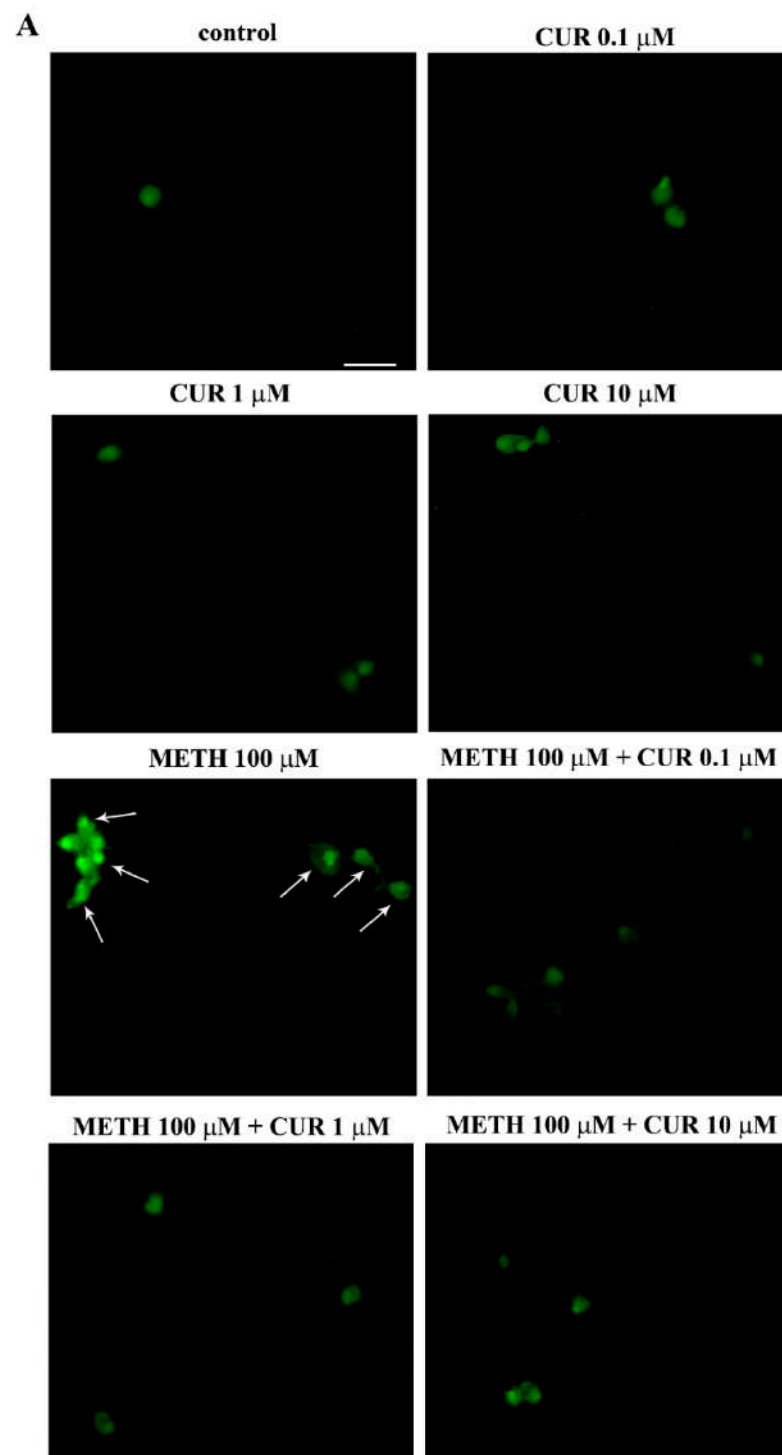 A
control
CUR 0.1 μM
CUR 1 μM
CUR 10 μM
METH 100 μM
METH 100 μM + CUR 0.1 μM
METH 100 μM + CUR 1 μM
METH 100 μM + CUR 10 μM